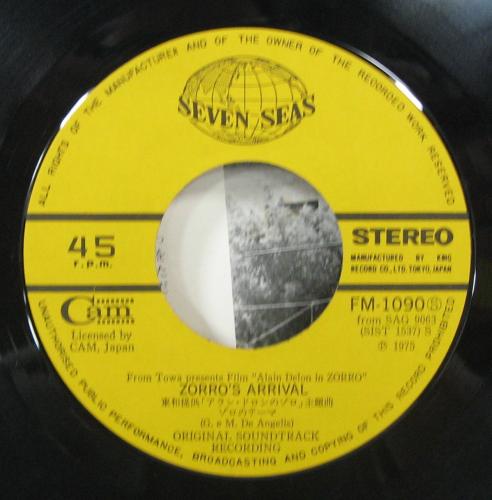 ALL RIGHTS OF THE MANUFACTURER AND OF THE OWNER OF THE RECORDED WORK RESERVED
SEVEN SEAS
45
r.p.m.
STEREO
MANUFACTURED BY KING
RECORD CO., LTD. TOKYO, JAPAN
Cam
Licensed by
CAM, Japan
FM-1090 Ⓢ
from SAG 9063
(SIST 1537) S
Ⓟ 1975
From Towa presents Film "Alain Delon in ZORRO"
ZORRO'S ARRIVAL
東和提供「アラン・ドロンのゾロ」主題曲
ゾロのテーマ
(G. e M. De Angelis)
ORIGINAL SOUNDTRACK
RECORDING
UNAUTHORISED PUBLIC PERFORMANCE, BROADCASTING AND COPYING OF THIS RECORD PROHIBITED